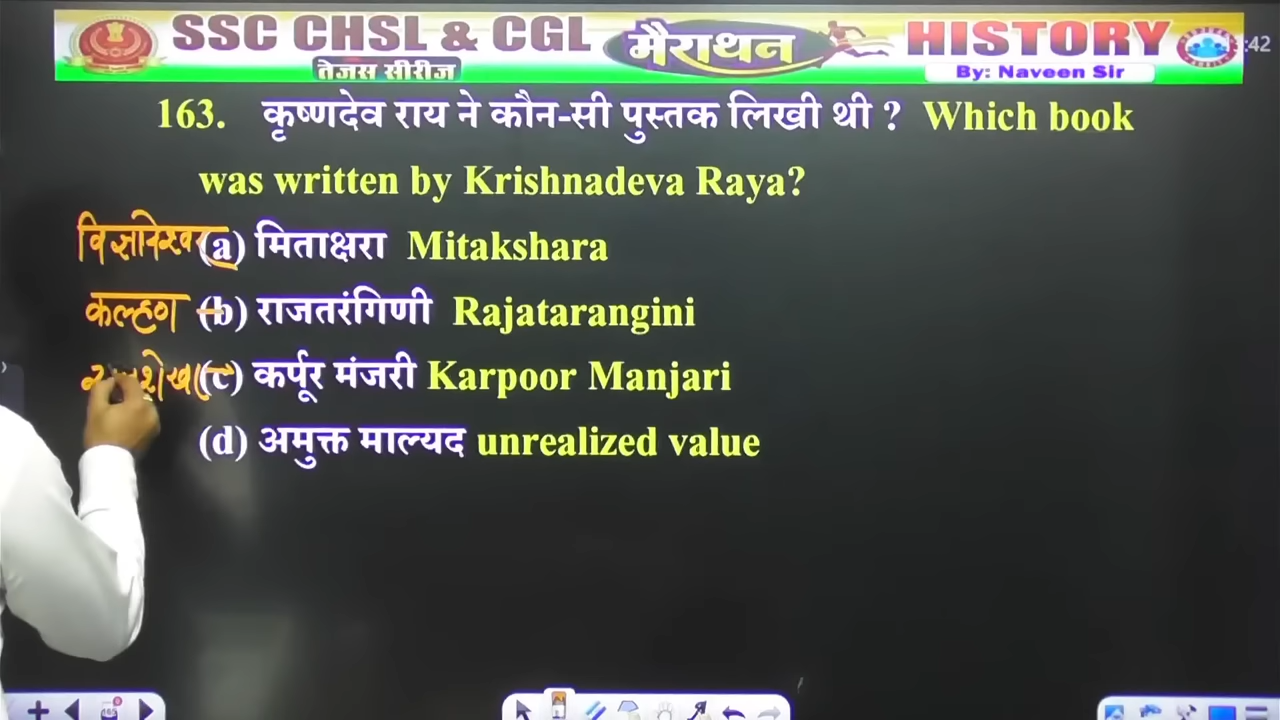 SSC CHSL & CGL मैराथन HISTORY
तेजस सीरीज By: Naveen Sir
:42
163. कृष्णदेव राय ने कौन-सी पुस्तक लिखी थी ? Which book
was written by Krishnadeva Raya?
विज्ञानेश्वर (a) मिताक्षरा Mitakshara
कल्हण (b) राजतरंगिणी Rajatarangini
(c) कर्पूर मंजरी Karpoor Manjari
(d) अमुक्त माल्यद unrealized value